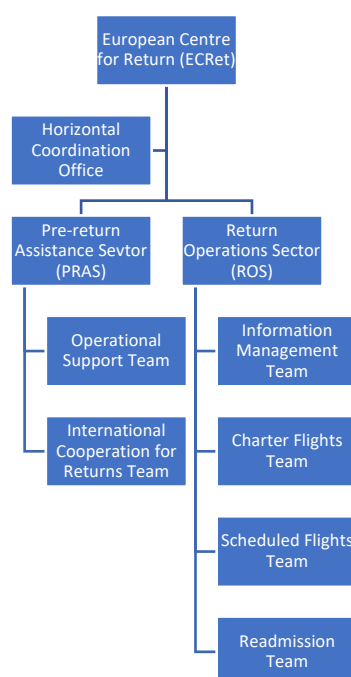 European Centre
for Return (ECRet)
Horizontal
Coordination
Office
Pre-return
Assistance Sevtor
(PRAS)
Return
Operations Sector
(ROS)
Operational
Support Team
Information
Management
Team
International
Cooperation for
Returns Team
Charter Flights
Team
Scheduled Flights
Team
Readmission
Team